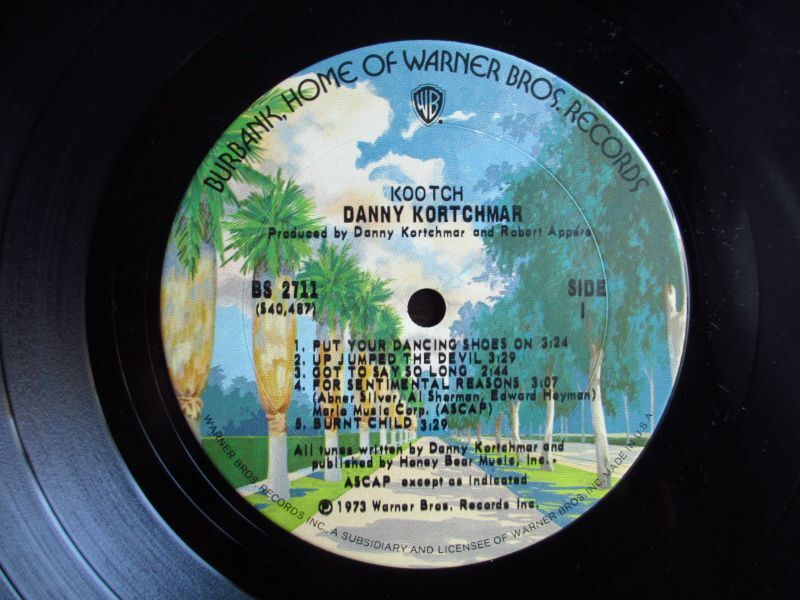 BURBANK, HOME OF WARNER BROS. RECORDS
WB
KOOTCH
DANNY KORTCHMAR
Produced by Danny Kortchmar and Robert Appère
BS 2711
(S40,487)
SIDE
1
1. PUT YOUR DANCING SHOES ON 3:24
2. UP JUMPED THE DEVIL 3:29
3. GOT TO SAY SO LONG 2:44
4. FOR SENTIMENTAL REASONS 3:07
(Abner Silver, Al Sherman, Edward Heyman)
Marlo Music Corp. (ASCAP)
5. BURNT CHILD 3:29
All tunes written by Danny Kortchmar and
published by Honey Bear Music, Inc.,
ASCAP except as indicated
℗ 1973 Warner Bros. Records Inc.
WARNER BROS. RECORDS INC., A SUBSIDIARY AND LICENSEE OF WARNER BROS. INC. MADE IN U.S.A.